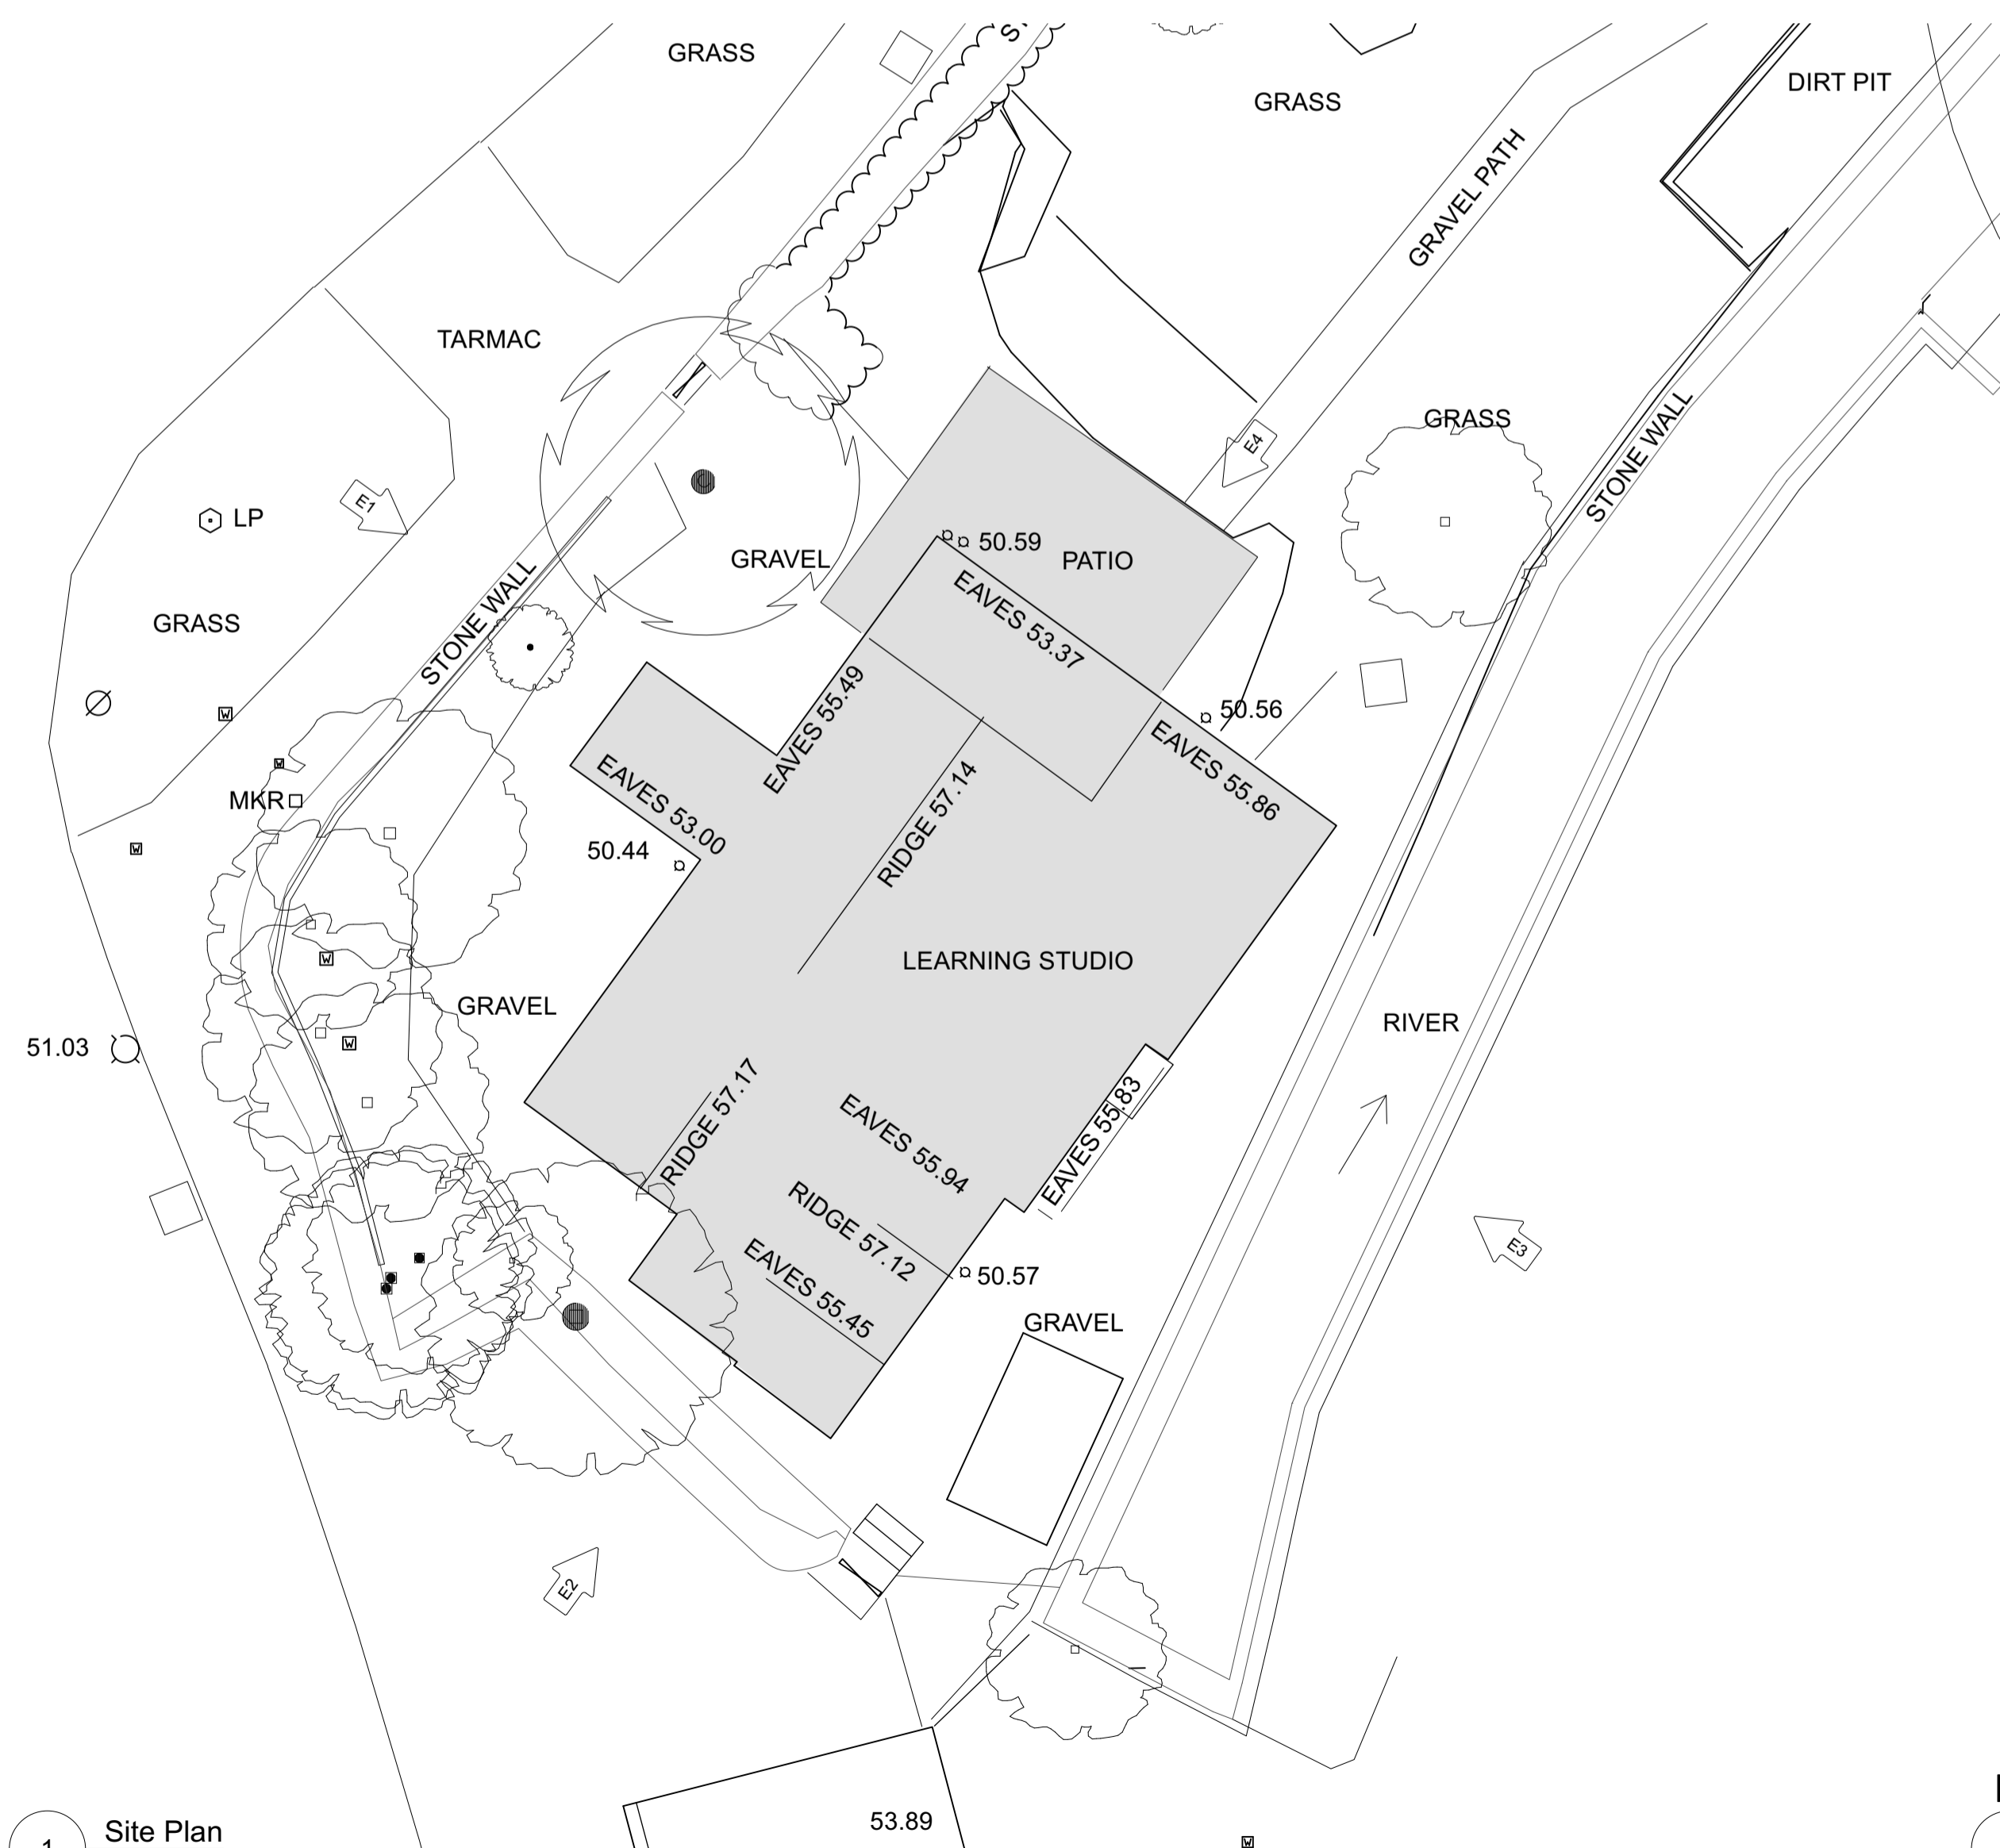 GRASS
GRASS
DIRT PIT
GRAVEL PATH
TARMAC
GRASS
STONE WALL
E4
E1
LP
GRAVEL
50.59
PATIO
EAVES 53.37
STONE WALL
GRASS
EAVES 55.49
50.56
EAVES 55.86
W
W
MKR
EAVES 53.00
RIDGE 57.14
50.44
W
W
LEARNING STUDIO
GRAVEL
RIVER
51.03
W
RIDGE 57.17
EAVES 55.94
EAVES 55.83
RIDGE 57.12
EAVES 55.45
50.57
E3
GRAVEL
E2
1
Site Plan
53.89
W